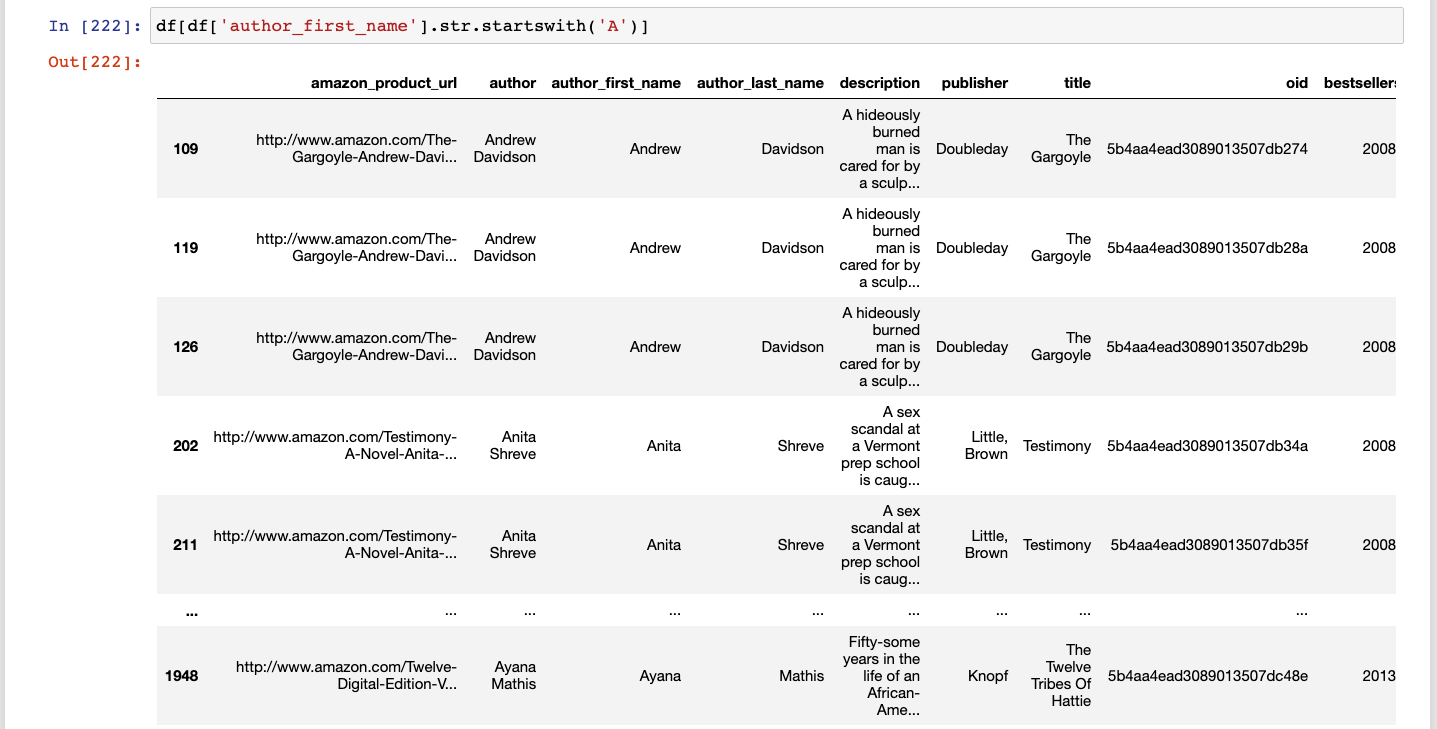 In [222]: df[df['author_first_name'].str.startswith('A')]
Out[222]:
amazon_product_url author author_first_name author_last_name description publisher title oid bestsellers
109 http://www.amazon.com/The-Gargoyle-Andrew-Davi... Andrew Davidson Andrew Davidson A hideously burned man is cared for by a sculp... Doubleday The Gargoyle 5b4aa4ead3089013507db274 2008
119 http://www.amazon.com/The-Gargoyle-Andrew-Davi... Andrew Davidson Andrew Davidson A hideously burned man is cared for by a sculp... Doubleday The Gargoyle 5b4aa4ead3089013507db28a 2008
126 http://www.amazon.com/The-Gargoyle-Andrew-Davi... Andrew Davidson Andrew Davidson A hideously burned man is cared for by a sculp... Doubleday The Gargoyle 5b4aa4ead3089013507db29b 2008
202 http://www.amazon.com/Testimony-A-Novel-Anita-... Anita Shreve Anita Shreve A sex scandal at a Vermont prep school is caug... Little, Brown Testimony 5b4aa4ead3089013507db34a 2008
211 http://www.amazon.com/Testimony-A-Novel-Anita-... Anita Shreve Anita Shreve A sex scandal at a Vermont prep school is caug... Little, Brown Testimony 5b4aa4ead3089013507db35f 2008
... ... ... ... ... ... ... ... ...
1948 http://www.amazon.com/Twelve-Digital-Edition-V... Ayana Mathis Ayana Mathis Fifty-some years in the life of an African-Ame... Knopf The Twelve Tribes Of Hattie 5b4aa4ead3089013507dc48e 2013